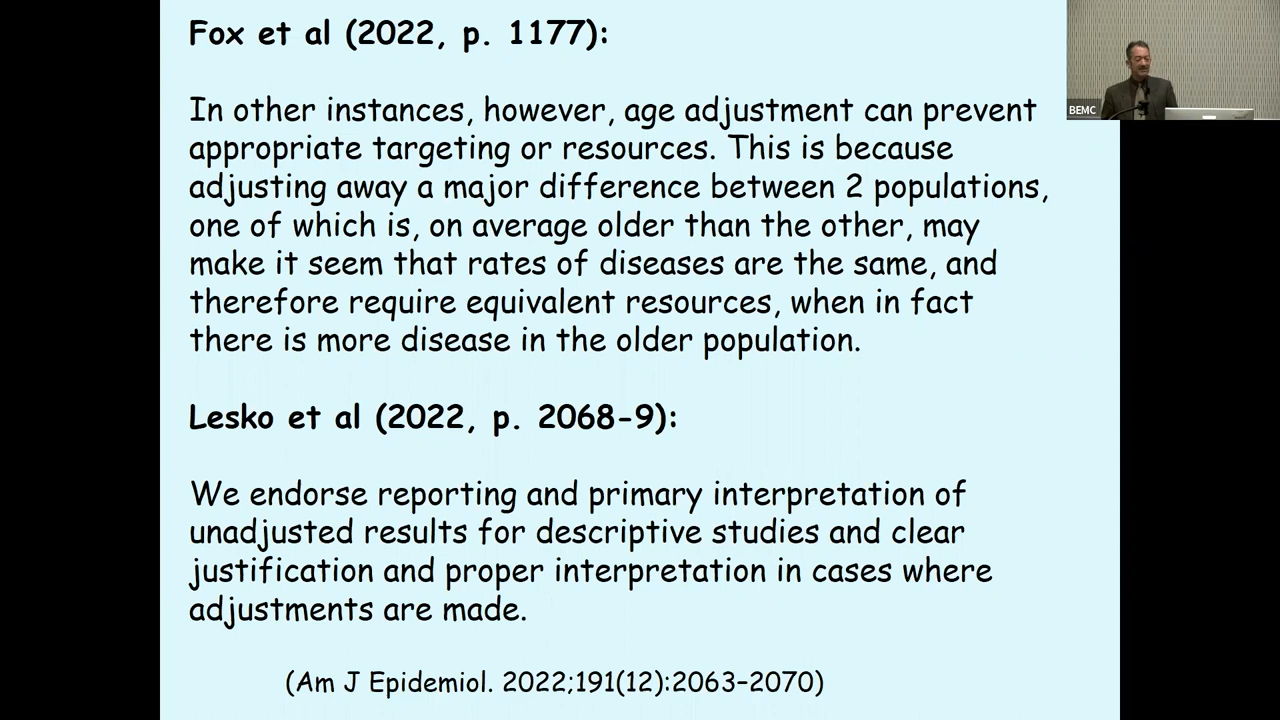 Fox et al (2022, p. 1177):
In other instances, however, age adjustment can prevent
appropriate targeting or resources. This is because
adjusting away a major difference between 2 populations,
one of which is, on average older than the other, may
make it seem that rates of diseases are the same, and
therefore require equivalent resources, when in fact
there is more disease in the older population.
Lesko et al (2022, p. 2068-9):
We endorse reporting and primary interpretation of
unadjusted results for descriptive studies and clear
justification and proper interpretation in cases where
adjustments are made.
(Am J Epidemiol. 2022;191(12):2063–2070)
BEMC